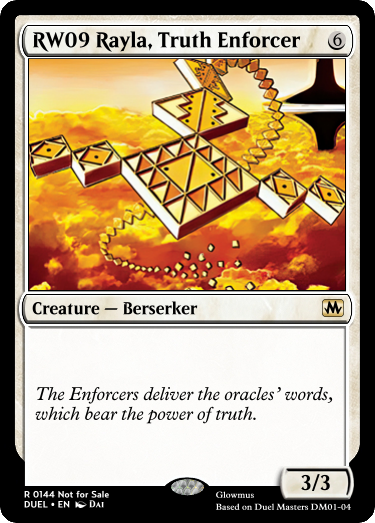 RW09 Rayla, Truth Enforcer 6
Creature — Berserker
The Enforcers deliver the oracles' words,
which bear the power of truth.
3/3
R 0144 Not for Sale
DUEL • EN Dai
Glowmus
Based on Duel Masters DM01-04